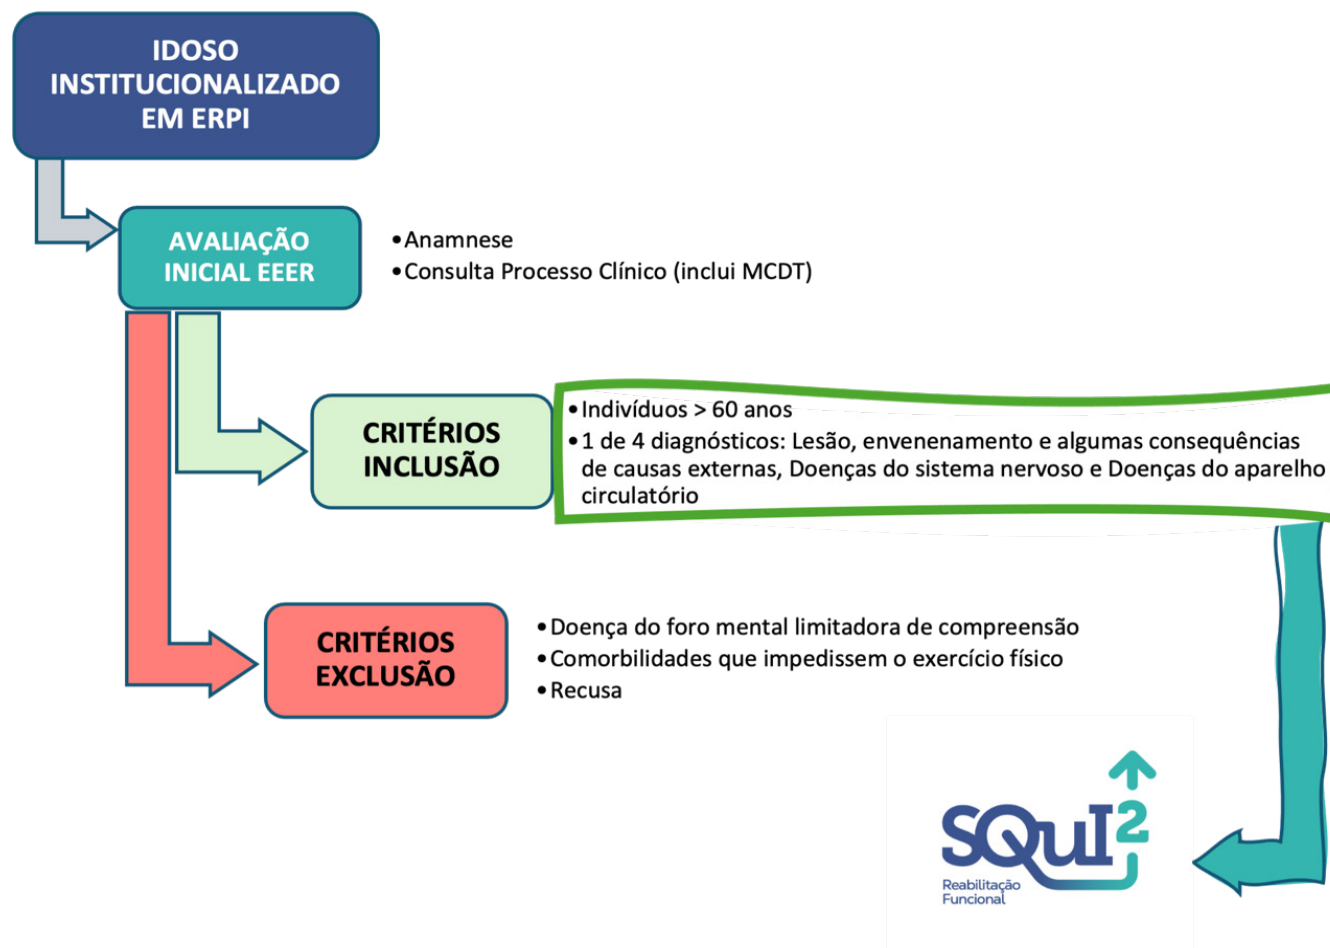 IDOSO
INSTITUCIONALIZADO
EM ERPI
AVALIAÇÃO
INICIAL EEER
•Anamnese
•Consulta Processo Clínico (inclui MCDT)
CRITÉRIOS
INCLUSÃO
•Indivíduos > 60 anos
•1 de 4 diagnósticos: Lesão, envenenamento e algumas consequências
de causas externas, Doenças do sistema nervoso e Doenças do aparelho
circulatório
CRITÉRIOS
EXCLUSÃO
•Doença do foro mental limitadora de compreensão
•Comorbilidades que impedissem o exercício físico
•Recusa
SQuI2
Reabilitação
Funcional